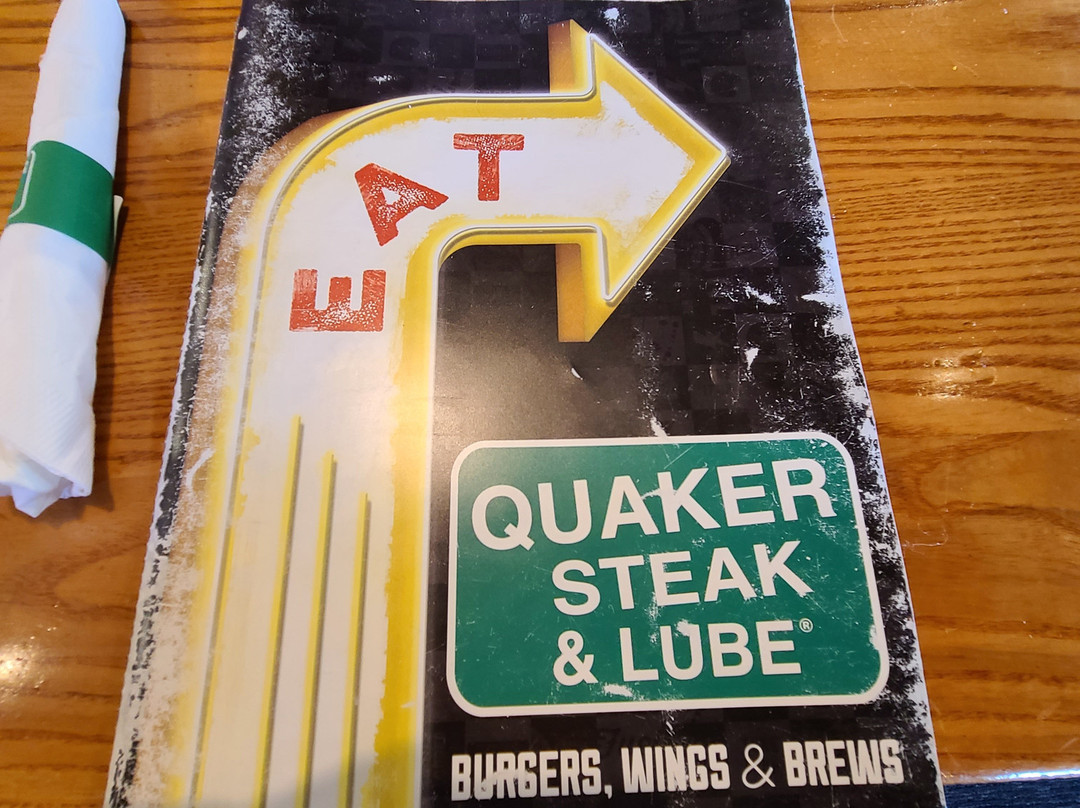 EAT
QUAKER
STEAK
& LUBE®
BURGERS, WINGS & BREWS